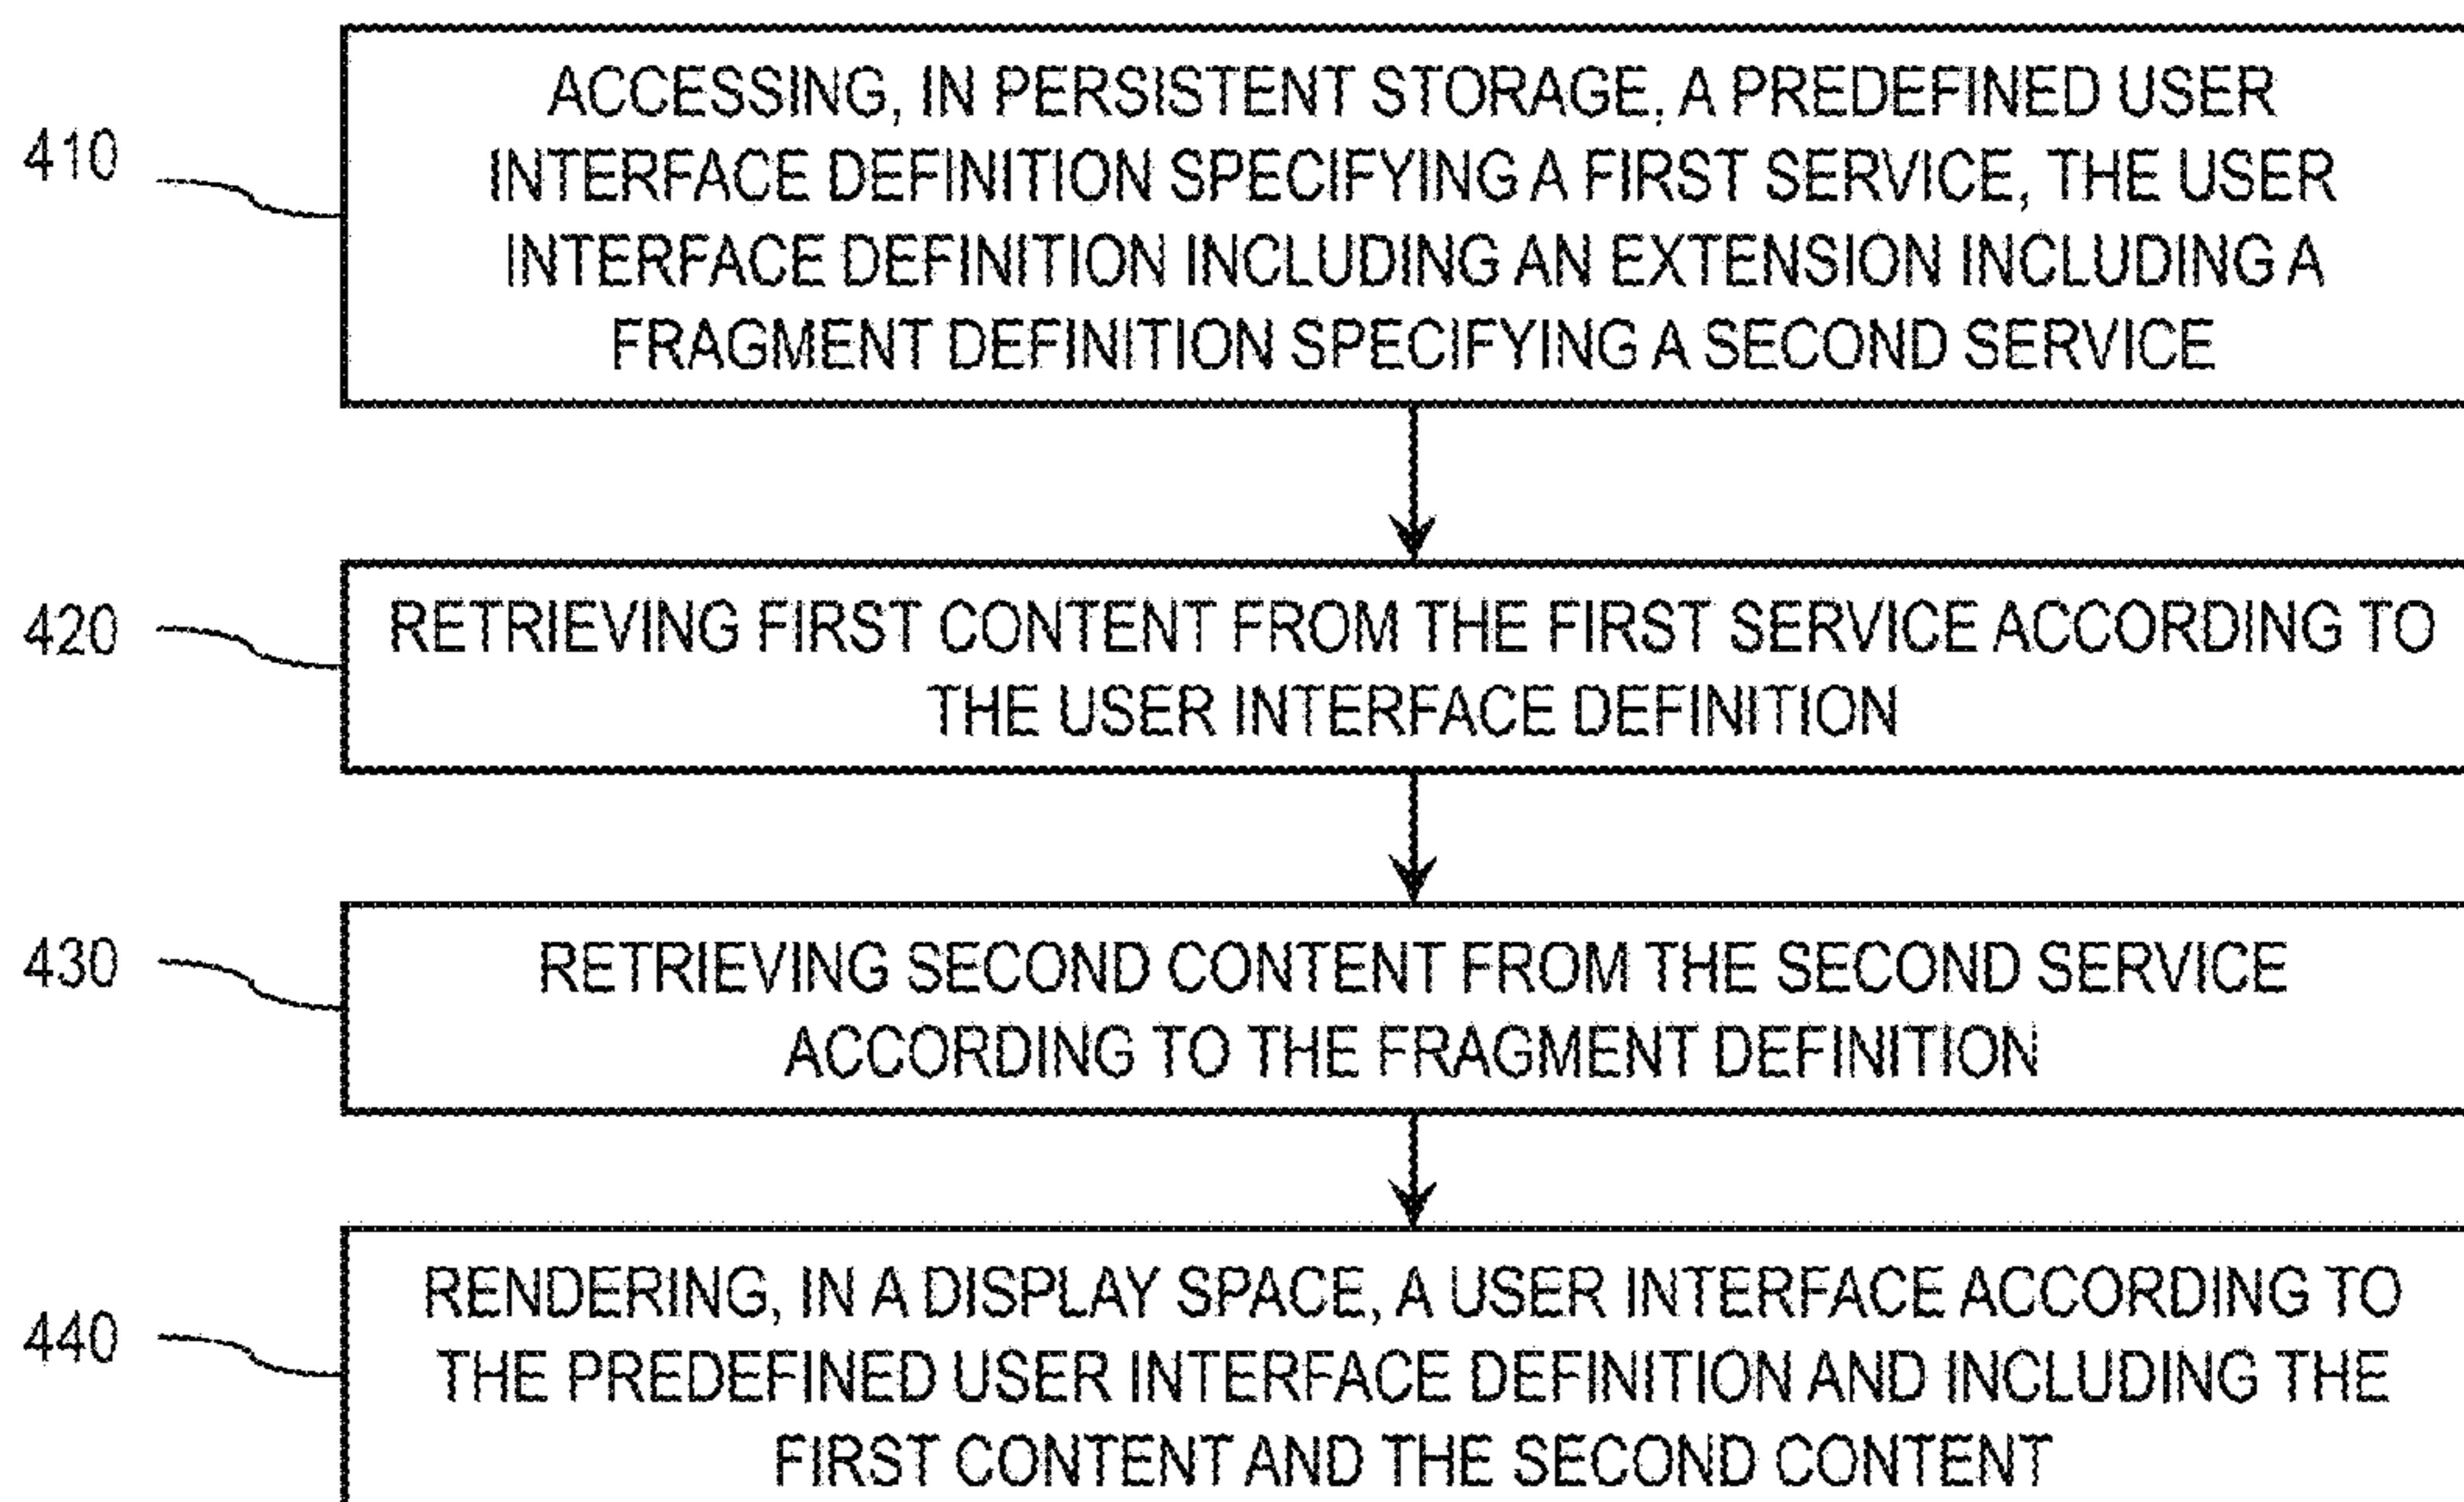 410
ACCESSING, IN PERSISTENT STORAGE, A PREDEFINED USER
INTERFACE DEFINITION SPECIFYING A FIRST SERVICE, THE USER
INTERFACE DEFINITION INCLUDING AN EXTENSION INCLUDING A
FRAGMENT DEFINITION SPECIFYING A SECOND SERVICE
420
RETRIEVING FIRST CONTENT FROM THE FIRST SERVICE ACCORDING TO
THE USER INTERFACE DEFINITION
430
RETRIEVING SECOND CONTENT FROM THE SECOND SERVICE
ACCORDING TO THE FRAGMENT DEFINITION
440
RENDERING, IN A DISPLAY SPACE, A USER INTERFACE ACCORDING TO
THE PREDEFINED USER INTERFACE DEFINITION AND INCLUDING THE
FIRST CONTENT AND THE SECOND CONTENT